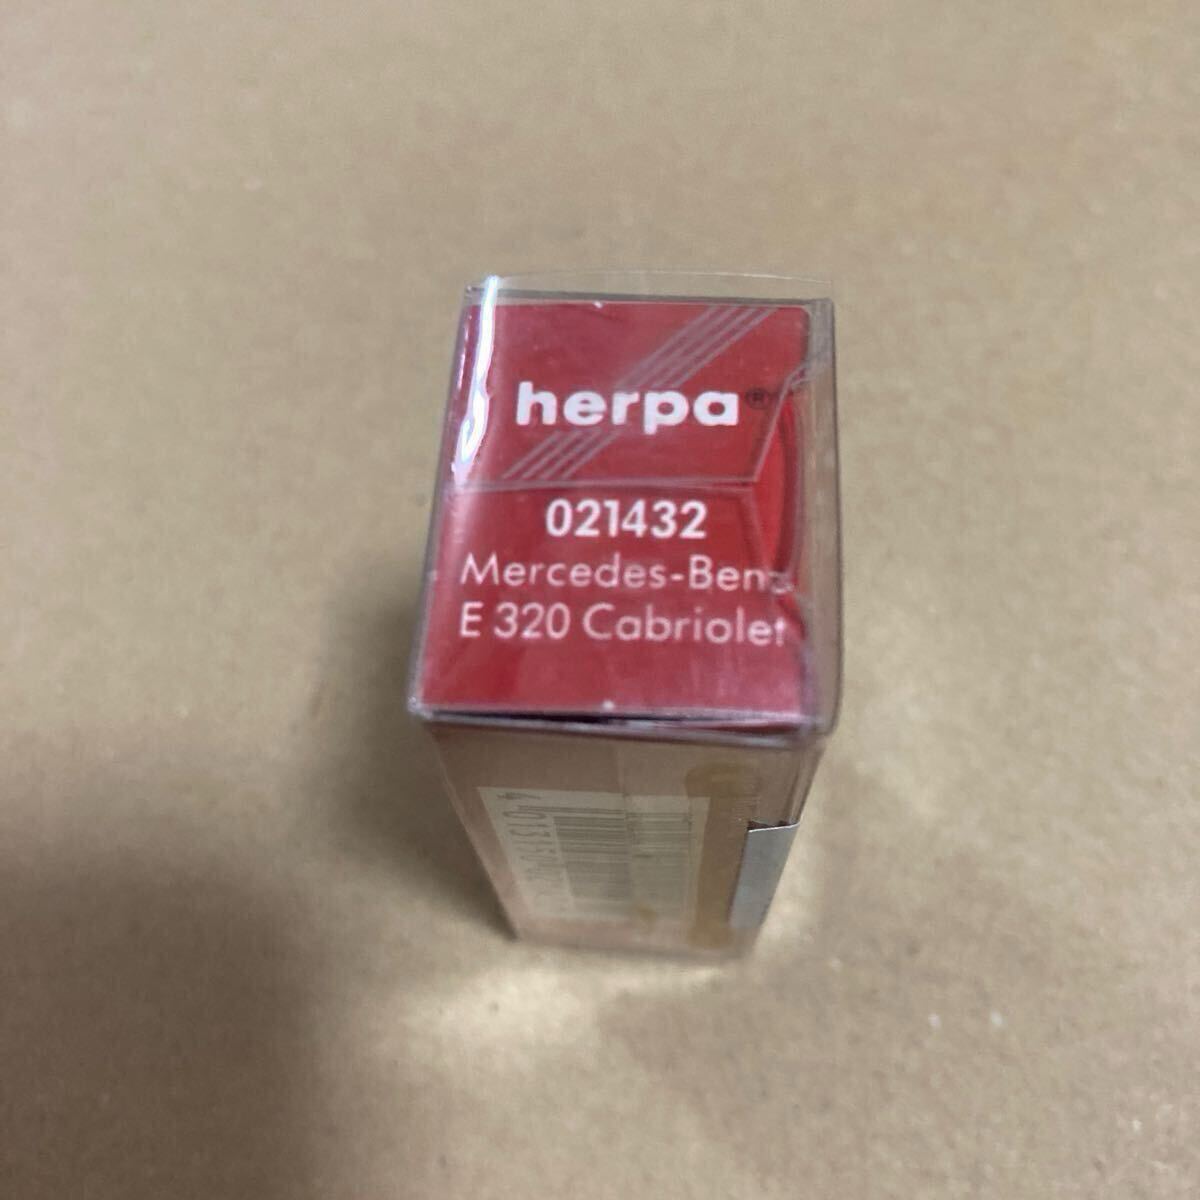 herpa®
021432
Mercedes-Benz
E 320 Cabriolet